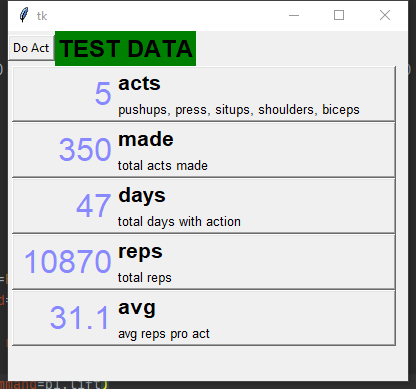 tk
Do Act TEST DATA
5 acts
pushups, press, situps, shoulders, biceps
350 made
total acts made
47 days
total days with action
10870 reps
total reps
31.1 avg
avg reps pro act